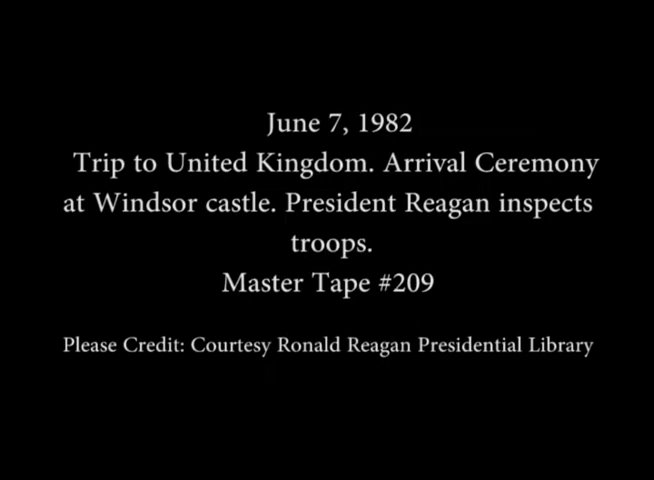 June 7, 1982
Trip to United Kingdom. Arrival Ceremony
at Windsor castle. President Reagan inspects
troops.
Master Tape #209
Please Credit: Courtesy Ronald Reagan Presidential Library